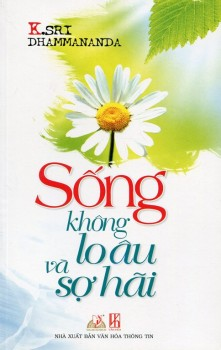 K.SRI
DHAMMANANDA
Sống
không
lo âu
và
sợ hãi
NHÀ XUẤT BẢN VĂN HÓA THÔNG TIN